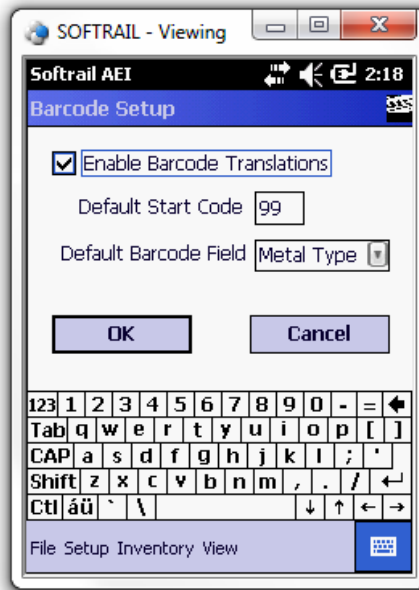 SOFTRAIL - Viewing
Softrail AEI 2:18
Barcode Setup
Enable Barcode Translations
Default Start Code 99
Default Barcode Field Metal Type
OK Cancel
123 1 2 3 4 5 6 7 8 9 0 - = ←
Tab q w e r t y u i o p [ ]
CAP a s d f g h j k l ; '
Shift z x c v b n m , . / ↵
Ctl áü ` \ ↓ ↑ ← →
File Setup Inventory View